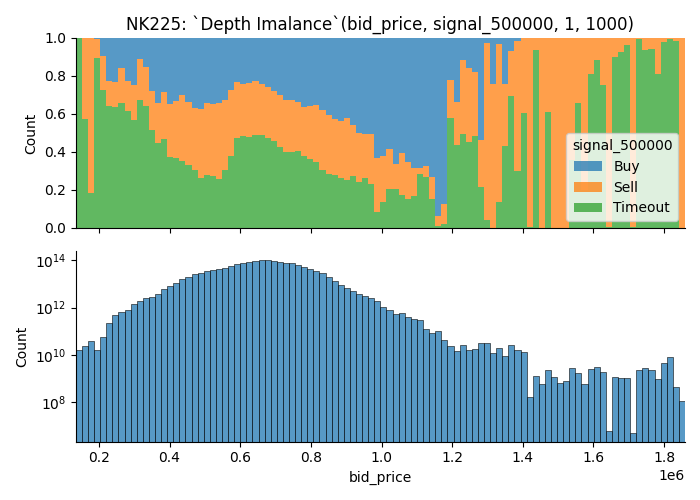 NK225: `Depth Imalance`(bid_price, signal_500000, 1, 1000)
1.0
0.8
0.6
0.4
0.2
0.0
Count
signal_500000
Buy
Sell
Timeout
10^14
10^12
10^10
10^8
Count
0.2 0.4 0.6 0.8 1.0 1.2 1.4 1.6 1.8
1e6
bid_price